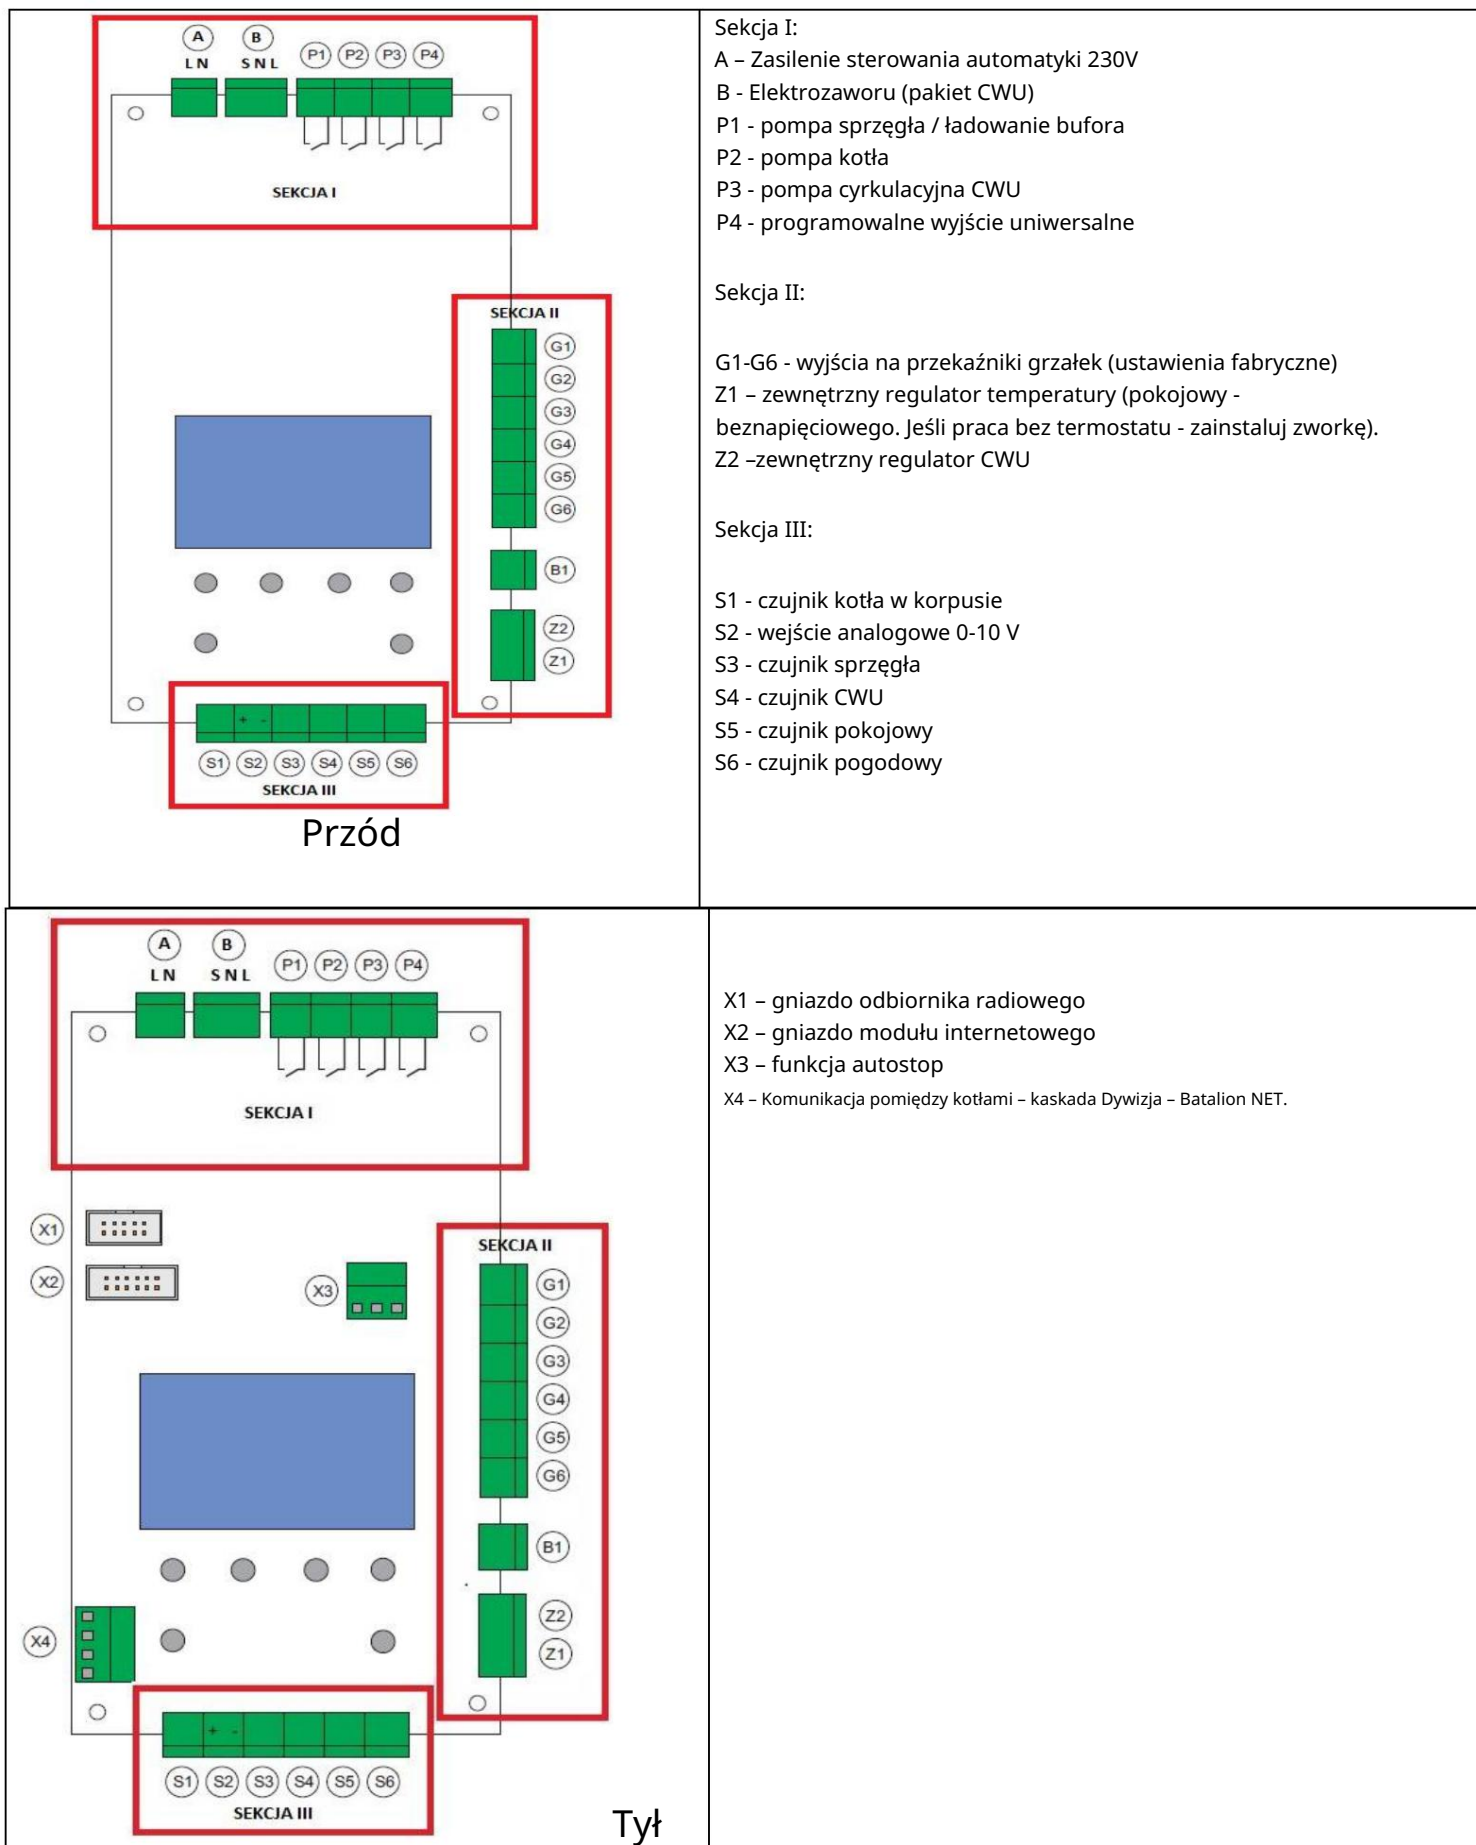 A B P1 P2 P3 P4
L N S N L
SEKCJA I
SEKCJA II
G1
G2
G3
G4
G5
G6
B1
Z2
Z1
+ -
S1 S2 S3 S4 S5 S6
SEKCJA III
Przód
Sekcja I:
A – Zasilenie sterowania automatyki 230V
B - Elektrozaworu (pakiet CWU)
P1 - pompa sprzęgła / ładowanie bufora
P2 - pompa kotła
P3 - pompa cyrkulacyjna CWU
P4 - programowalne wyjście uniwersalne
Sekcja II:
G1-G6 - wyjścia na przekaźniki grzałek (ustawienia fabryczne)
Z1 – zewnętrzny regulator temperatury (pokojowy -
beznapięciowego. Jeśli praca bez termostatu - zainstaluj zworkę).
Z2 –zewnętrzny regulator CWU
Sekcja III:
S1 - czujnik kotła w korpusie
S2 - wejście analogowe 0-10 V
S3 - czujnik sprzęgła
S4 - czujnik CWU
S5 - czujnik pokojowy
S6 - czujnik pogodowy
A B P1 P2 P3 P4
L N S N L
SEKCJA I
X1
X2
X3
SEKCJA II
G1
G2
G3
G4
G5
G6
B1
Z2
Z1
X4
+ -
S1 S2 S3 S4 S5 S6
SEKCJA III
Tył
X1 – gniazdo odbiornika radiowego
X2 – gniazdo modułu internetowego
X3 – funkcja autostop
X4 – Komunikacja pomiędzy kotłami – kaskada Dywizja – Batalion NET.